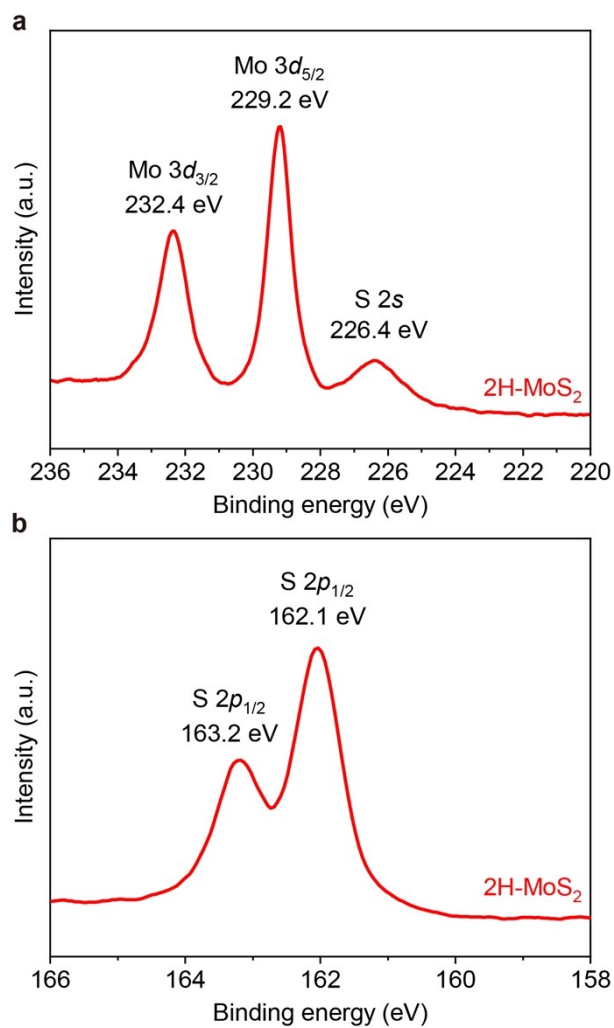 a
Mo 3d5/2
229.2 eV
Mo 3d3/2
232.4 eV
S 2s
226.4 eV
2H-MoS2
Intensity (a.u.)
236 234 232 230 228 226 224 222 220
Binding energy (eV)
b
S 2p1/2
162.1 eV
S 2p1/2
163.2 eV
2H-MoS2
Intensity (a.u.)
166 164 162 160 158
Binding energy (eV)